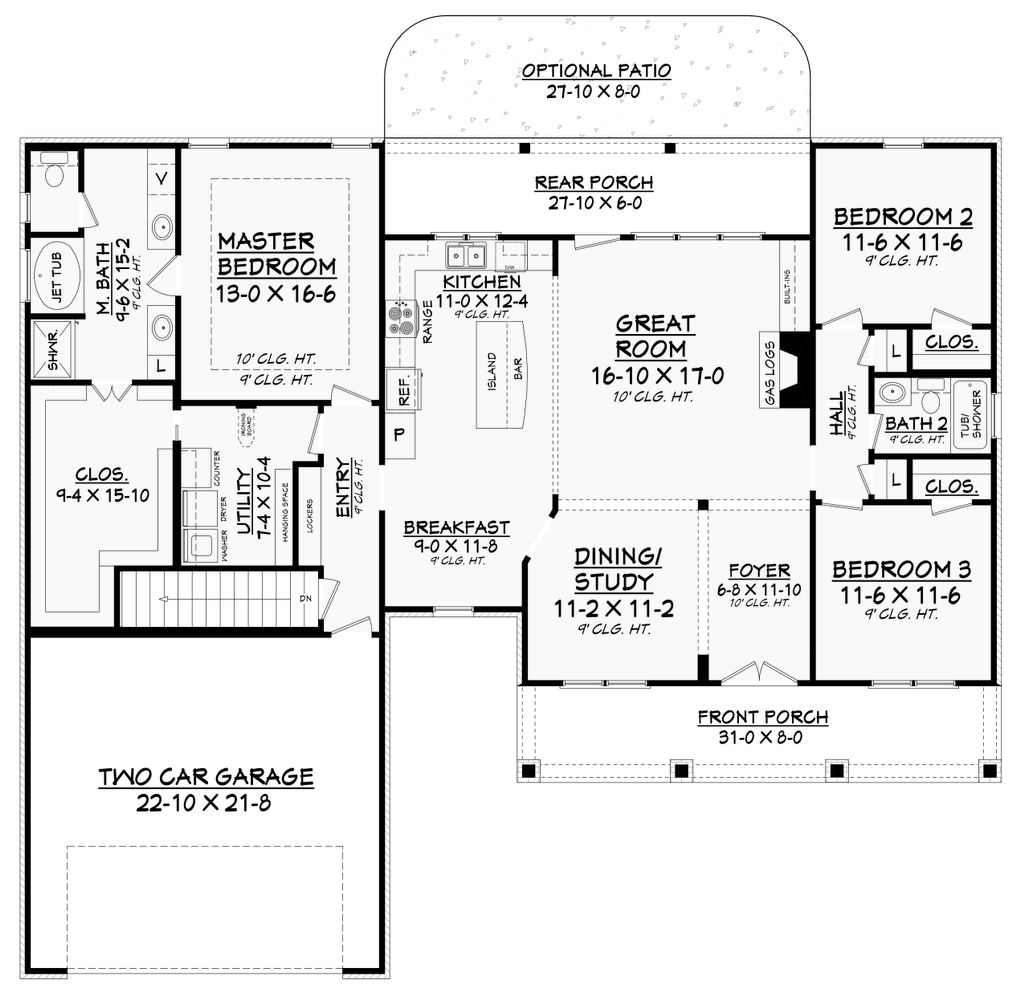 OPTIONAL PATIO
27-10 X 8-0
REAR PORCH
27-10 X 6-0
V
JET TUB
M. BATH
9-6 X 15-2
9' CLG. HT.
SHWR.
L
MASTER
BEDROOM
13-0 X 16-6
10' CLG. HT.
9' CLG. HT.
D/W
KITCHEN
11-0 X 12-4
9' CLG. HT.
RANGE
ISLAND
BAR
REF.
P
GREAT
ROOM
16-10 X 17-0
10' CLG. HT.
BUILT-INS
GAS LOGS
BEDROOM 2
11-6 X 11-6
9' CLG. HT.
CLOS.
L
HALL
9' CLG. HT.
BATH 2
9' CLG. HT.
TUB/
SHOWER
L
CLOS.
CLOS.
9-4 X 15-10
IRONING
BOARD
COUNTER
DRYER
WASHER
UTILITY
7-4 X 10-4
HANGING SPACE
LOCKERS
ENTRY
9' CLG. HT.
DN
BREAKFAST
9-0 X 11-8
9' CLG. HT.
DINING/
STUDY
11-2 X 11-2
9' CLG. HT.
FOYER
6-8 X 11-10
10' CLG. HT.
BEDROOM 3
11-6 X 11-6
9' CLG. HT.
FRONT PORCH
31-0 X 8-0
TWO CAR GARAGE
22-10 X 21-8